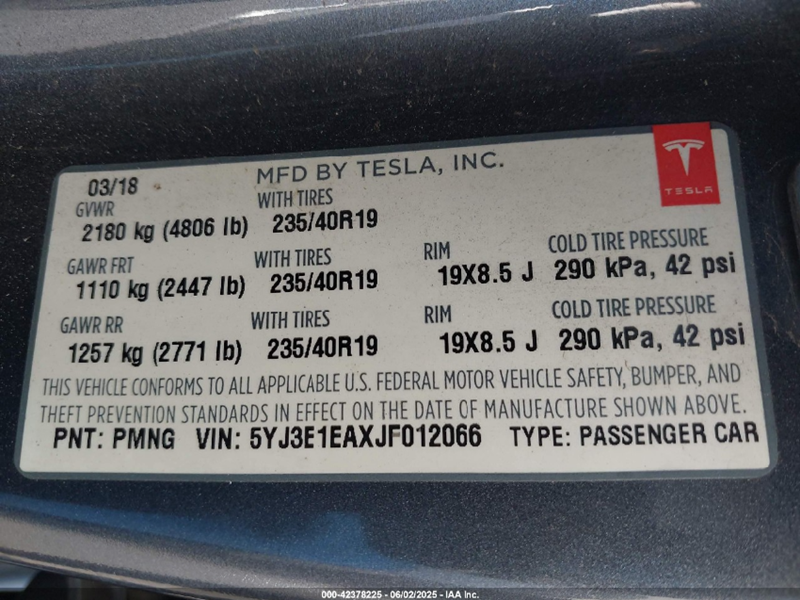 03/18 MFD BY TESLA, INC.
TESLA
GVWR WITH TIRES
2180 kg (4806 lb) 235/40R19
GAWR FRT WITH TIRES RIM COLD TIRE PRESSURE
1110 kg (2447 lb) 235/40R19 19X8.5 J 290 kPa, 42 psi
GAWR RR WITH TIRES RIM COLD TIRE PRESSURE
1257 kg (2771 lb) 235/40R19 19X8.5 J 290 kPa, 42 psi
THIS VEHICLE CONFORMS TO ALL APPLICABLE U.S. FEDERAL MOTOR VEHICLE SAFETY, BUMPER, AND
THEFT PREVENTION STANDARDS IN EFFECT ON THE DATE OF MANUFACTURE SHOWN ABOVE.
PNT: PMNG VIN: 5YJ3E1EAXJF012066 TYPE: PASSENGER CAR
000-42378225 - 06/02/2025 - IAA Inc.